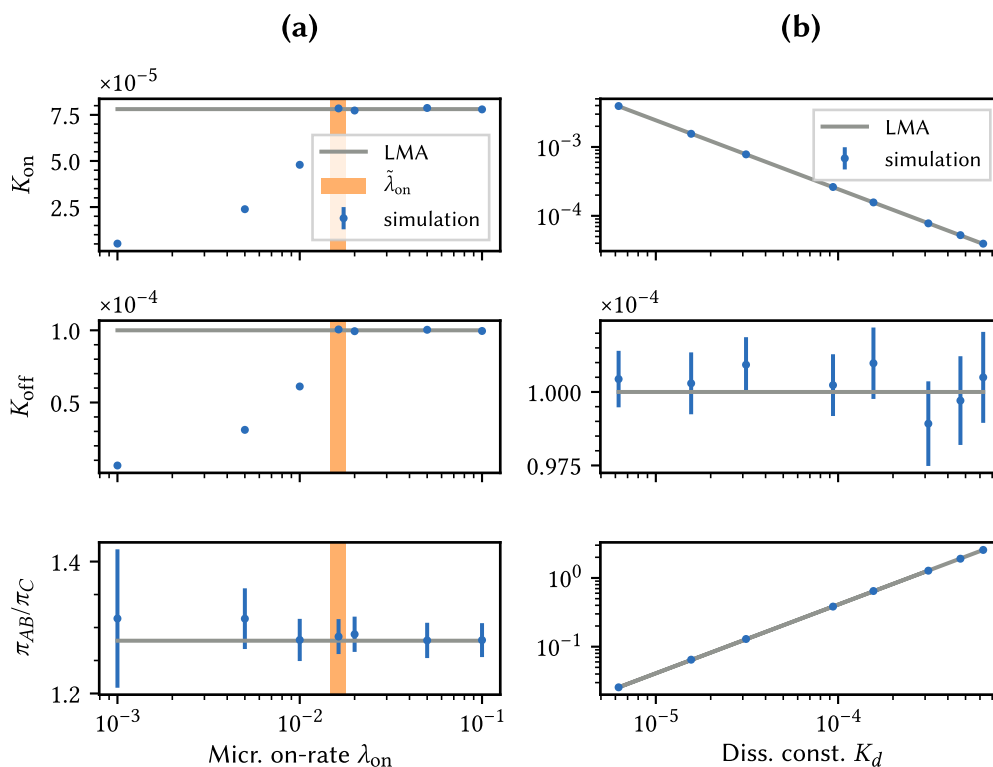 (a)
(b)
×10⁻⁵
7.5
5.0
2.5
K_on
LMA
λ̃_on
simulation
10⁻³
10⁻⁴
LMA
simulation
×10⁻⁴
1.0
0.5
K_off
×10⁻⁴
1.000
0.975
1.4
1.2
π_AB/π_C
10⁻³
10⁻²
10⁻¹
Micr. on-rate λ_on
10⁰
10⁻¹
10⁻⁵
10⁻⁴
Diss. const. K_d